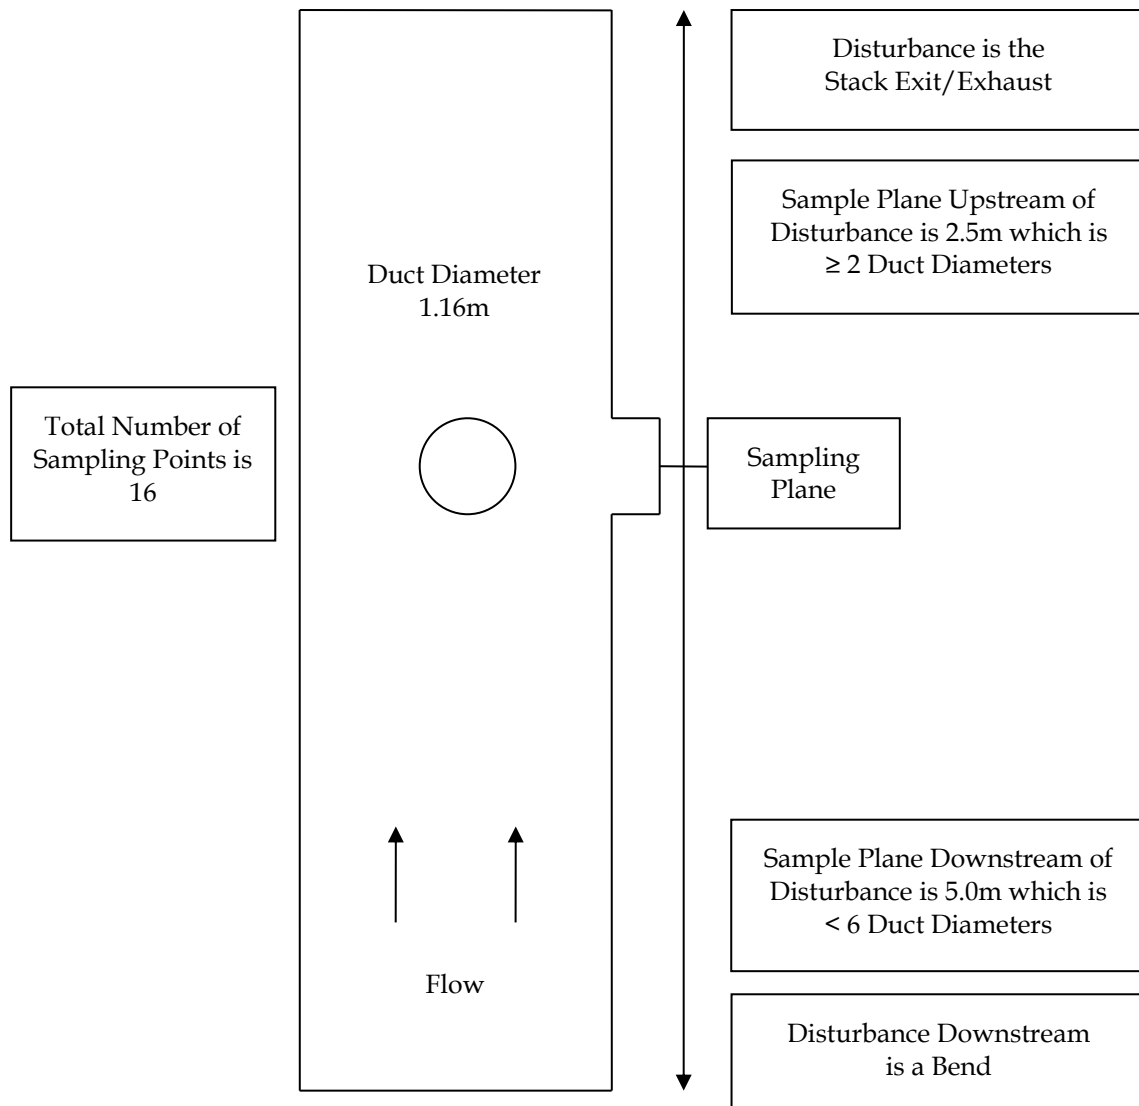 Disturbance is the
Stack Exit/Exhaust
Sample Plane Upstream of
Disturbance is 2.5m which is
≥ 2 Duct Diameters
Duct Diameter
1.16m
Total Number of
Sampling Points is
16
Sampling
Plane
Sample Plane Downstream of
Disturbance is 5.0m which is
< 6 Duct Diameters
Flow
Disturbance Downstream
is a Bend